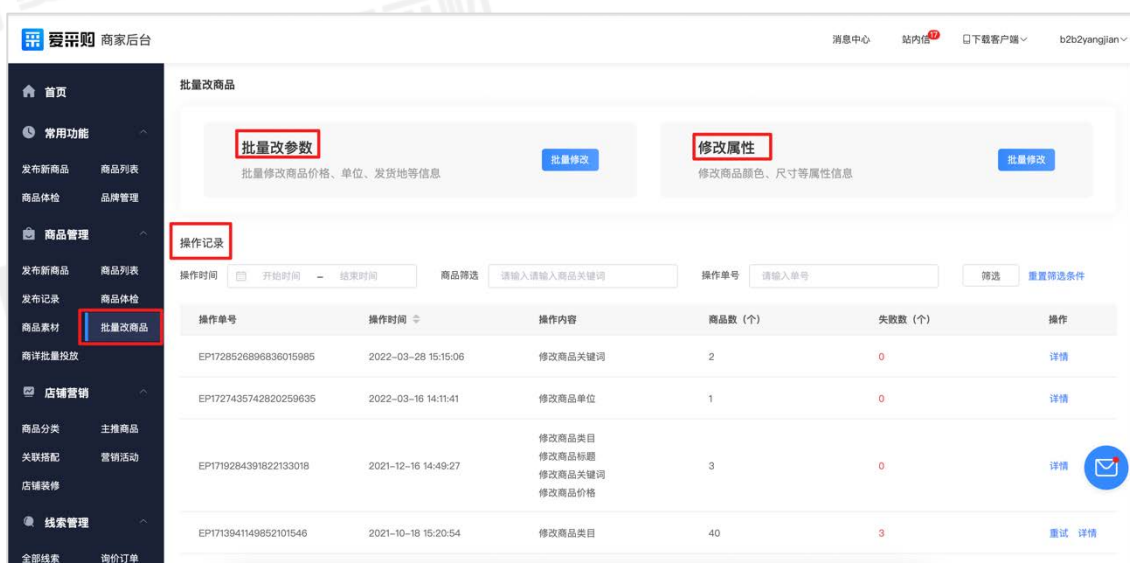 采 爱采购 商家后台
消息中心 站内信 17 下载客户端 b2b2yangjian
首页
常用功能
发布新商品 商品列表
商品体检 品牌管理
商品管理
发布新商品 商品列表
发布记录 商品体检
商品素材 批量改商品
商详批量投放
店铺营销
商品分类 主推商品
关联搭配 营销活动
店铺装修
线索管理
全部线索 询价订单
批量改商品
批量改参数
批量修改商品价格、单位、发货地等信息
批量修改
修改属性
修改商品颜色、尺寸等属性信息
批量修改
操作记录
操作时间 开始时间 – 结束时间 商品筛选 请输入请输入商品关键词 操作单号 请输入单号 筛选 重置筛选条件
操作单号 操作时间 操作内容 商品数（个） 失败数（个） 操作
EP1728526896836015985 2022-03-28 15:15:06 修改商品关键词 2 0 详情
EP1727435742820259635 2022-03-16 14:11:41 修改商品单位 1 0 详情
修改商品类目
修改商品标题
EP1719284391822133018 2021-12-16 14:49:27 3 0 详情
修改商品关键词
修改商品价格
EP1713941149852101546 2021-10-18 15:20:54 修改商品类目 40 3 重试 详情